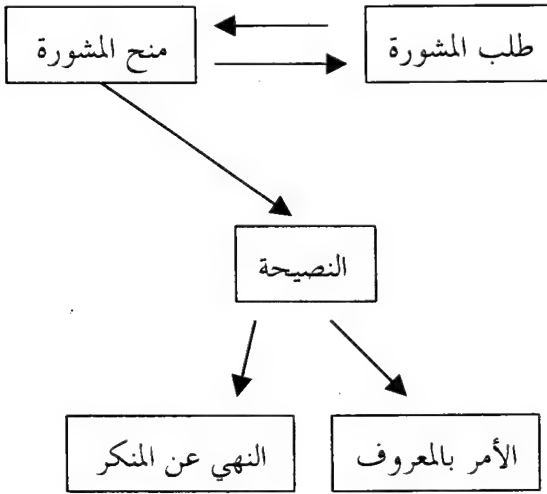 طلب المشورة
منح المشورة
النصيحة
الأمر بالمعروف
النهي عن المنكر